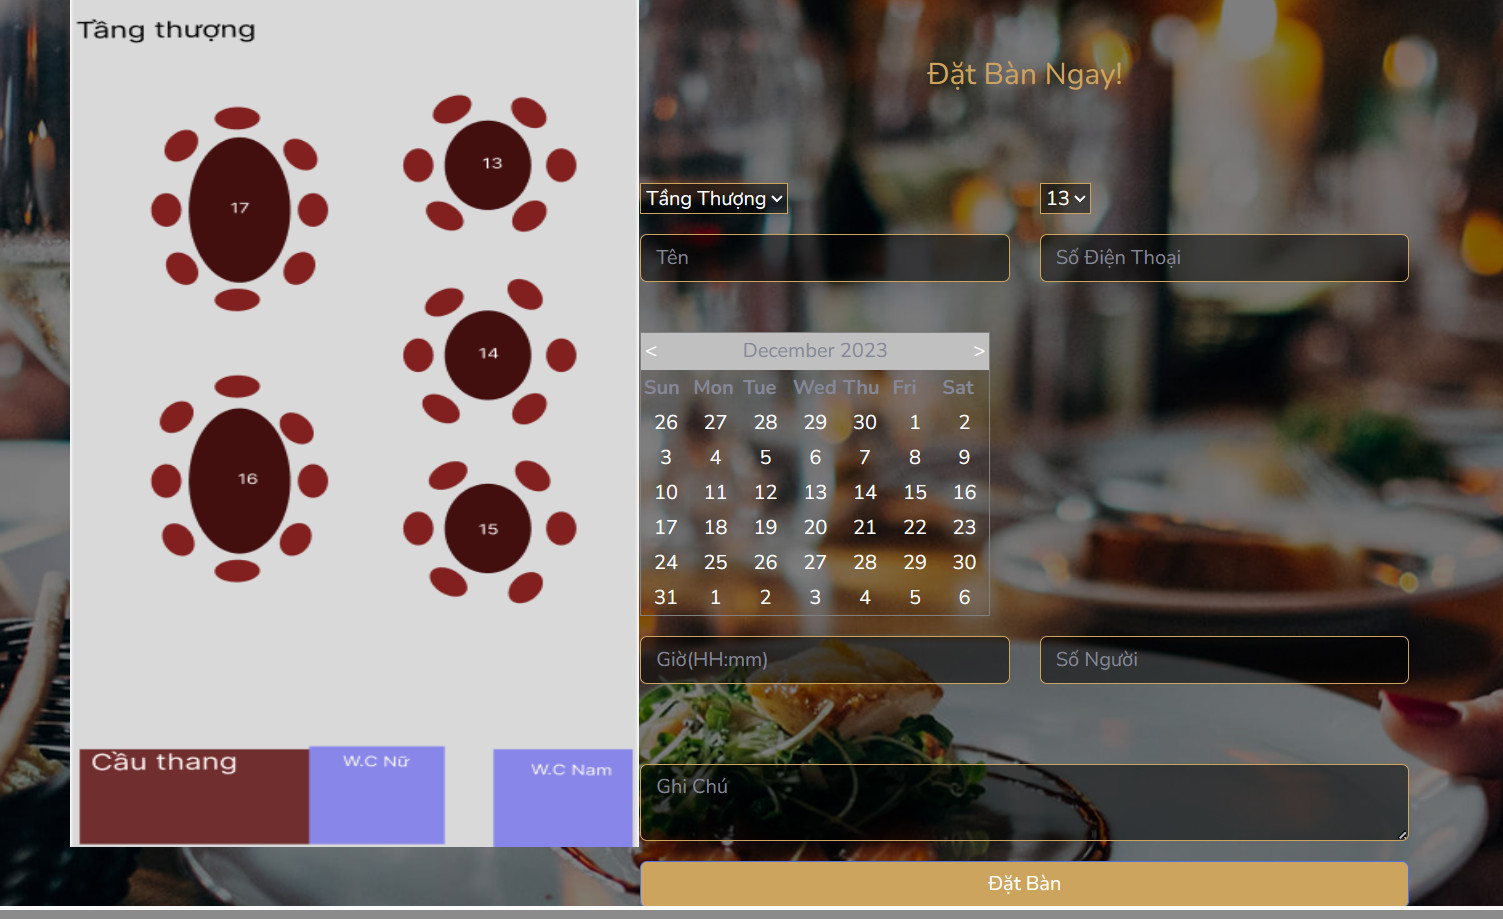 Tầng thượng
17
13
14
16
15
Cầu thang
W.C Nữ
W.C Nam
Đặt Bàn Ngay!
Tầng Thượng
13
Tên
Số Điện Thoại
< December 2023 >
Sun Mon Tue Wed Thu Fri Sat
26 27 28 29 30 1 2
3 4 5 6 7 8 9
10 11 12 13 14 15 16
17 18 19 20 21 22 23
24 25 26 27 28 29 30
31 1 2 3 4 5 6
Giờ(HH:mm)
Số Người
Ghi Chú
Đặt Bàn